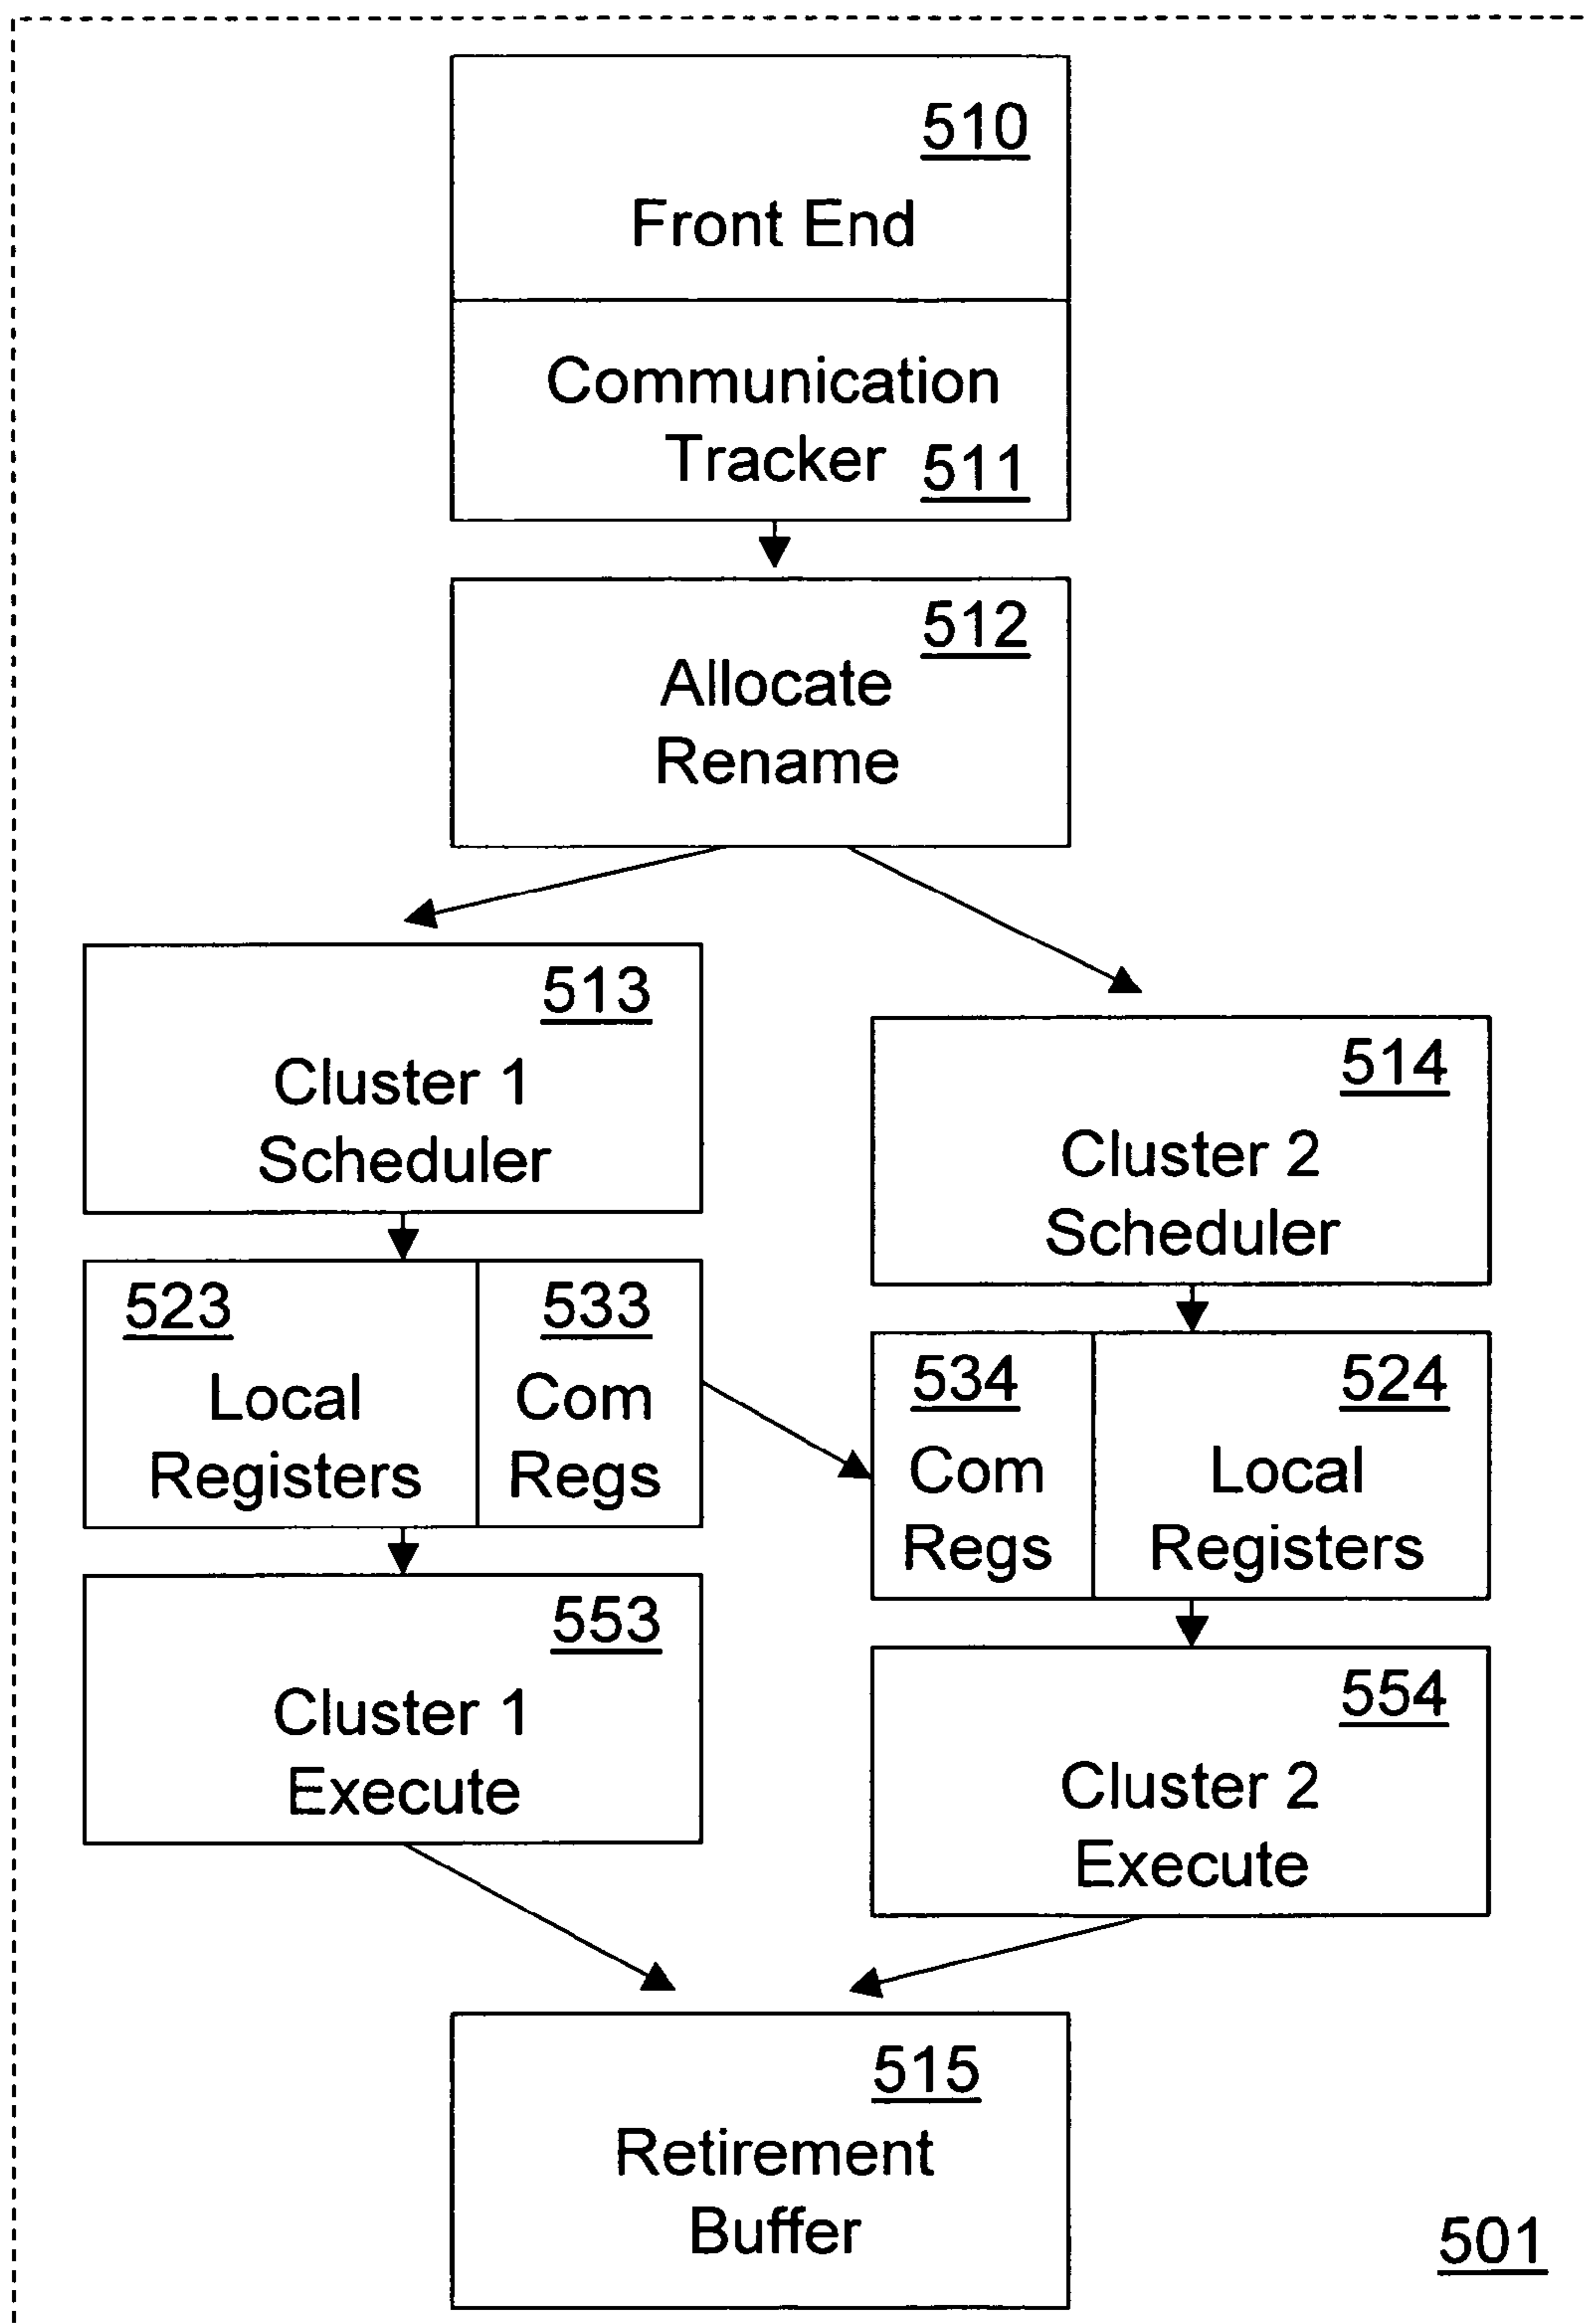 510
Front End
Communication
Tracker 511
512
Allocate
Rename
513
Cluster 1
Scheduler
514
Cluster 2
Scheduler
523
Local
Registers
533
Com
Regs
534
Com
Regs
524
Local
Registers
553
Cluster 1
Execute
554
Cluster 2
Execute
515
Retirement
Buffer
501